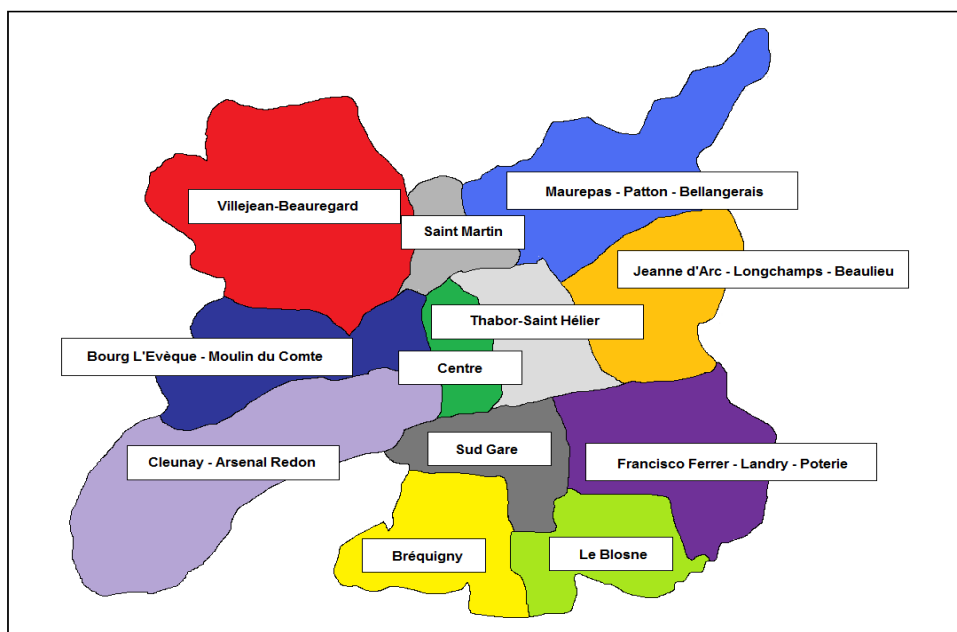 Maurepas - Patton - Bellangerais
Villejean-Beauregard
Saint Martin
Jeanne d'Arc - Longchamps - Beaulieu
Thabor-Saint Hélier
Bourg L'Evèque - Moulin du Comte
Centre
Sud Gare
Cleunay - Arsenal Redon
Francisco Ferrer - Landry - Poterie
Bréquigny
Le Blosne